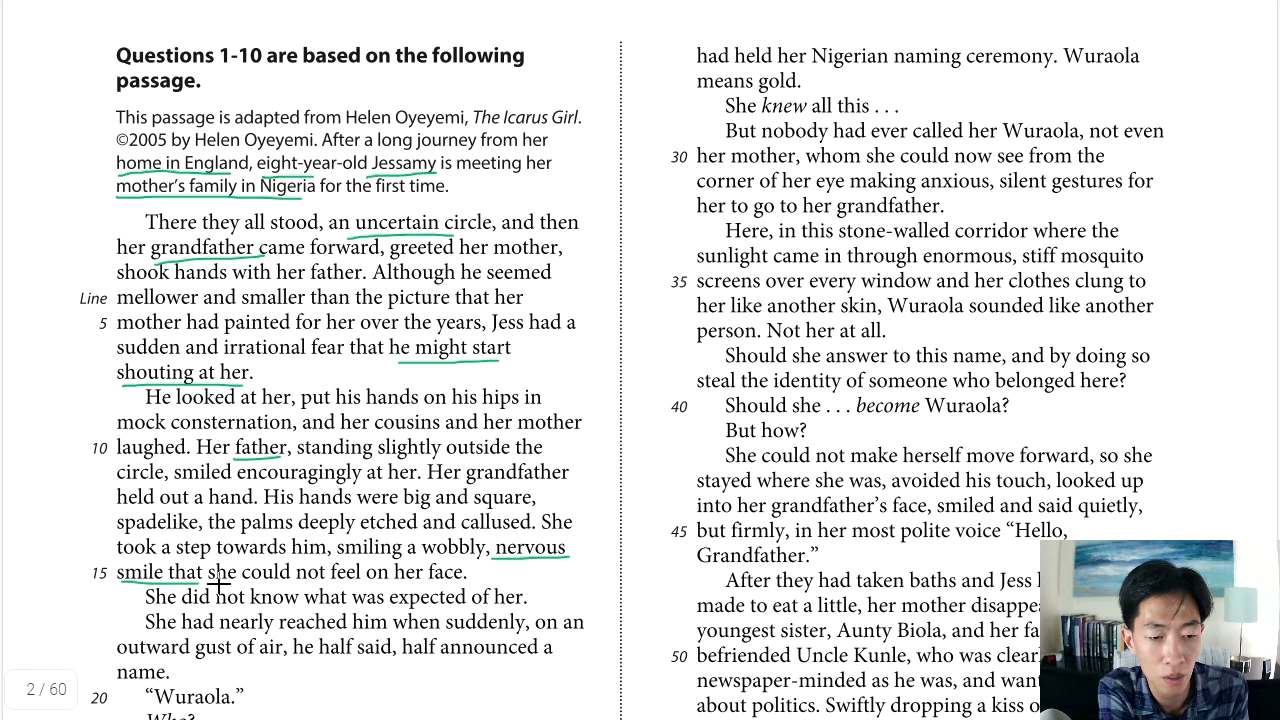 Questions 1-10 are based on the following
passage.
This passage is adapted from Helen Oyeyemi, The Icarus Girl.
©2005 by Helen Oyeyemi. After a long journey from her
home in England, eight-year-old Jessamy is meeting her
mother's family in Nigeria for the first time.
There they all stood, an uncertain circle, and then
her grandfather came forward, greeted her mother,
shook hands with her father. Although he seemed
Line mellower and smaller than the picture that her
5 mother had painted for her over the years, Jess had a
sudden and irrational fear that he might start
shouting at her.
He looked at her, put his hands on his hips in
mock consternation, and her cousins and her mother
10 laughed. Her father, standing slightly outside the
circle, smiled encouragingly at her. Her grandfather
held out a hand. His hands were big and square,
spadelike, the palms deeply etched and callused. She
took a step towards him, smiling a wobbly, nervous
15 smile that she could not feel on her face.
She did not know what was expected of her.
She had nearly reached him when suddenly, on an
outward gust of air, he half said, half announced a
name.
20 “Wuraola.”
Who?
2 / 60
had held her Nigerian naming ceremony. Wuraola
means gold.
She knew all this . . .
But nobody had ever called her Wuraola, not even
30 her mother, whom she could now see from the
corner of her eye making anxious, silent gestures for
her to go to her grandfather.
Here, in this stone-walled corridor where the
sunlight came in through enormous, stiff mosquito
35 screens over every window and her clothes clung to
her like another skin, Wuraola sounded like another
person. Not her at all.
Should she answer to this name, and by doing so
steal the identity of someone who belonged here?
40 Should she . . . become Wuraola?
But how?
She could not make herself move forward, so she
stayed where she was, avoided his touch, looked up
into her grandfather's face, smiled and said quietly,
45 but firmly, in her most polite voice “Hello,
Grandfather.”
After they had taken baths and Jess
made to eat a little, her mother
youngest sister, Aunty Biola, and her
50 befriended Uncle Kunle, who was
newspaper-minded as he was, and
about politics. Swiftly dropping a kiss